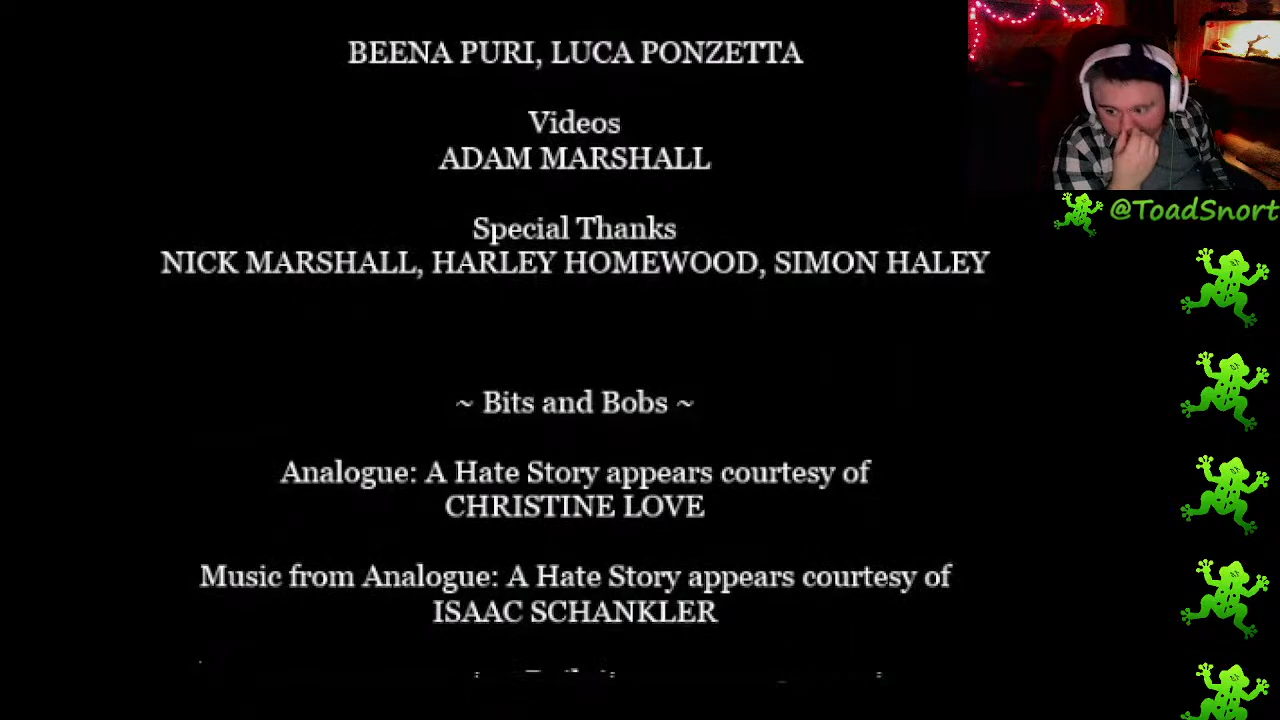 BEENA PURI, LUCA PONZETTA
Videos
ADAM MARSHALL
Special Thanks
NICK MARSHALL, HARLEY HOMEWOOD, SIMON HALEY
~ Bits and Bobs ~
Analogue: A Hate Story appears courtesy of
CHRISTINE LOVE
Music from Analogue: A Hate Story appears courtesy of
ISAAC SCHANKLER
@ToadSnort